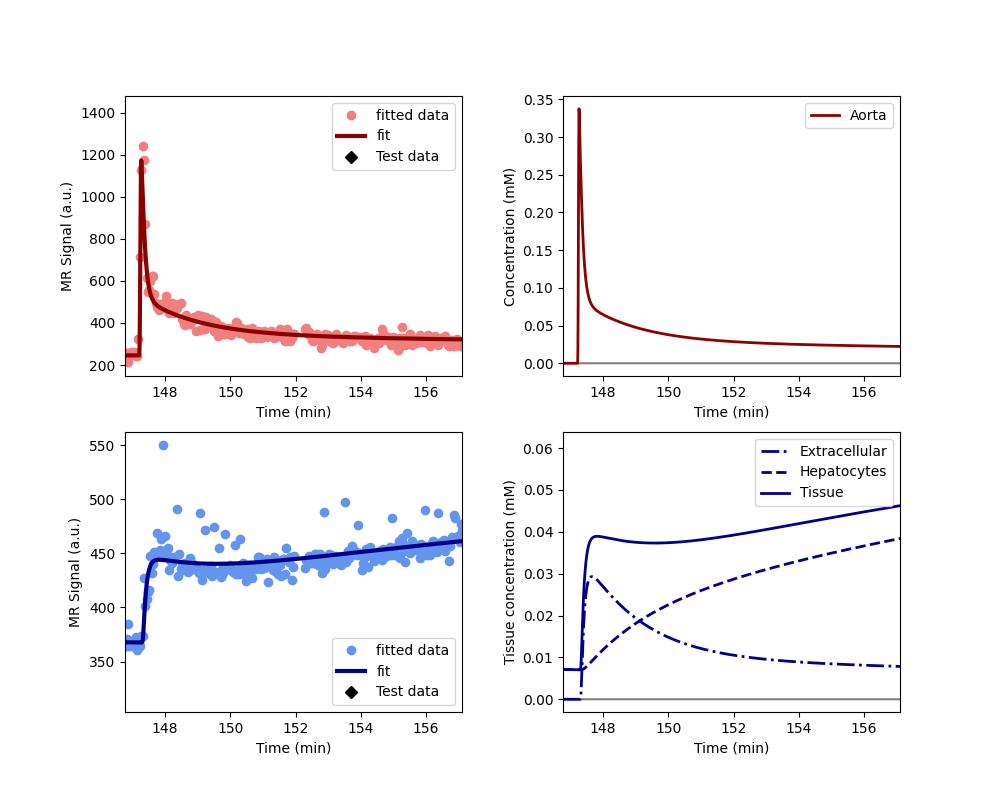 1400
1200
1000
800
600
400
200
MR Signal (a.u.)
148 150 152 154 156
Time (min)
fitted data
fit
Test data
0.35
0.30
0.25
0.20
0.15
0.10
0.05
0.00
Concentration (mM)
148 150 152 154 156
Time (min)
Aorta
550
500
450
400
350
MR Signal (a.u.)
148 150 152 154 156
Time (min)
fitted data
fit
Test data
0.06
0.05
0.04
0.03
0.02
0.01
0.00
Tissue concentration (mM)
148 150 152 154 156
Time (min)
Extracellular
Hepatocytes
Tissue